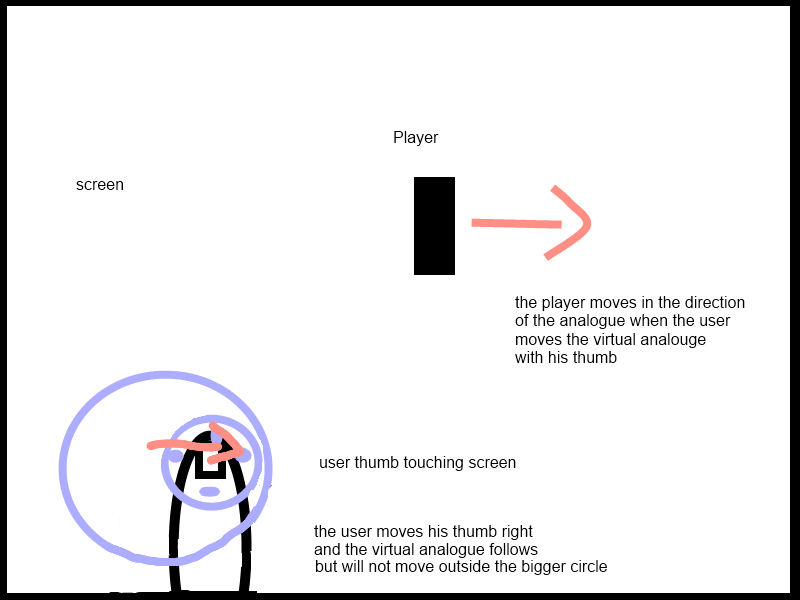 Player
screen
the player moves in the direction
of the analogue when the user
moves the virtual analouge
with his thumb
user thumb touching screen
the user moves his thumb right
and the virtual analogue follows
but will not move outside the bigger circle